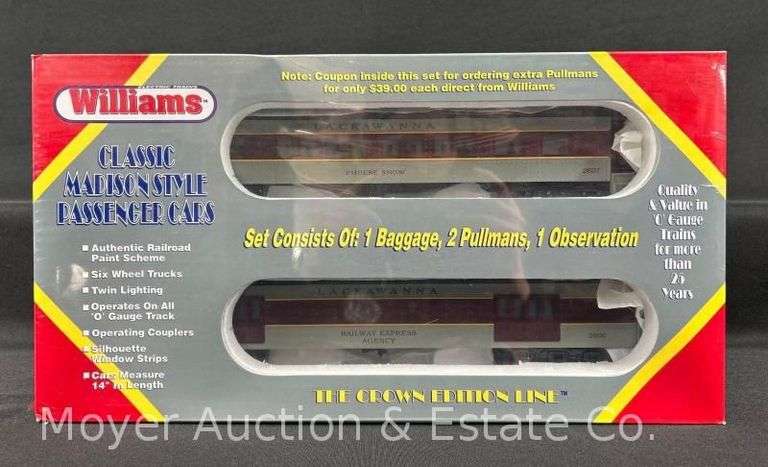 Note: Coupon Inside this set for ordering extra Pullmans
for only $39.00 each direct from Williams
ELECTRIC TRAINS
Williams™
CLASSIC
MADISON STYLE
PASSENGER CARS
Authentic Railroad
Paint Scheme
Six Wheel Trucks
Twin Lighting
Operates On All
'O' Gauge Track
Operating Couplers
Silhouette
Window Strips
Cars Measure
14" In Length
LACKAWANNA
PHOEBE SNOW
2601
Set Consists Of: 1 Baggage, 2 Pullmans, 1 Observation
LACKAWANNA
RAILWAY EXPRESS
AGENCY
2600
Quality
& Value in
'O' Gauge
Trains
for more
than
25
Years
THE CROWN EDITION LINE™
Moyer Auction & Estate Co.